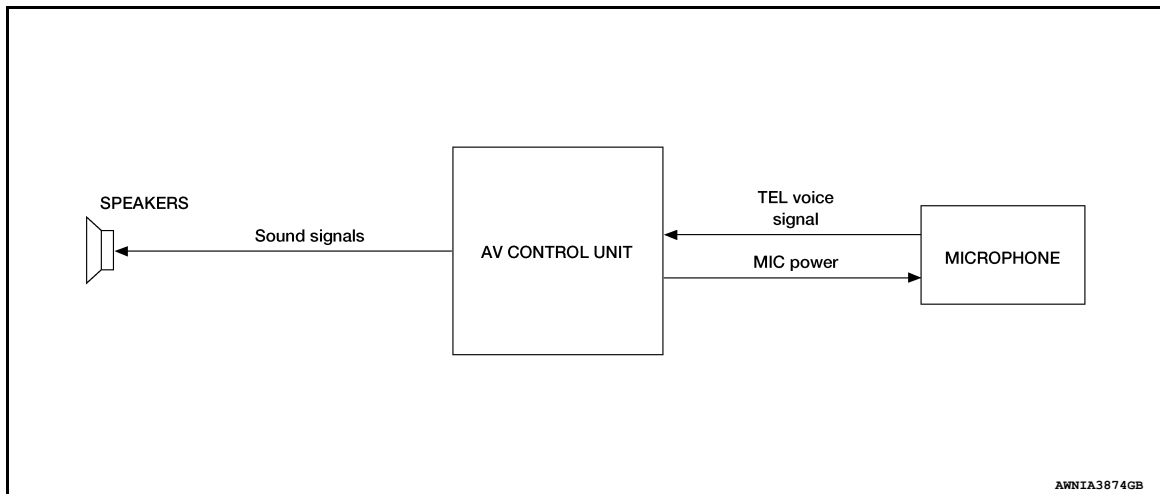 SPEAKERS
Sound signals
AV CONTROL UNIT
TEL voice
signal
MIC power
MICROPHONE
AWNIA3874GB